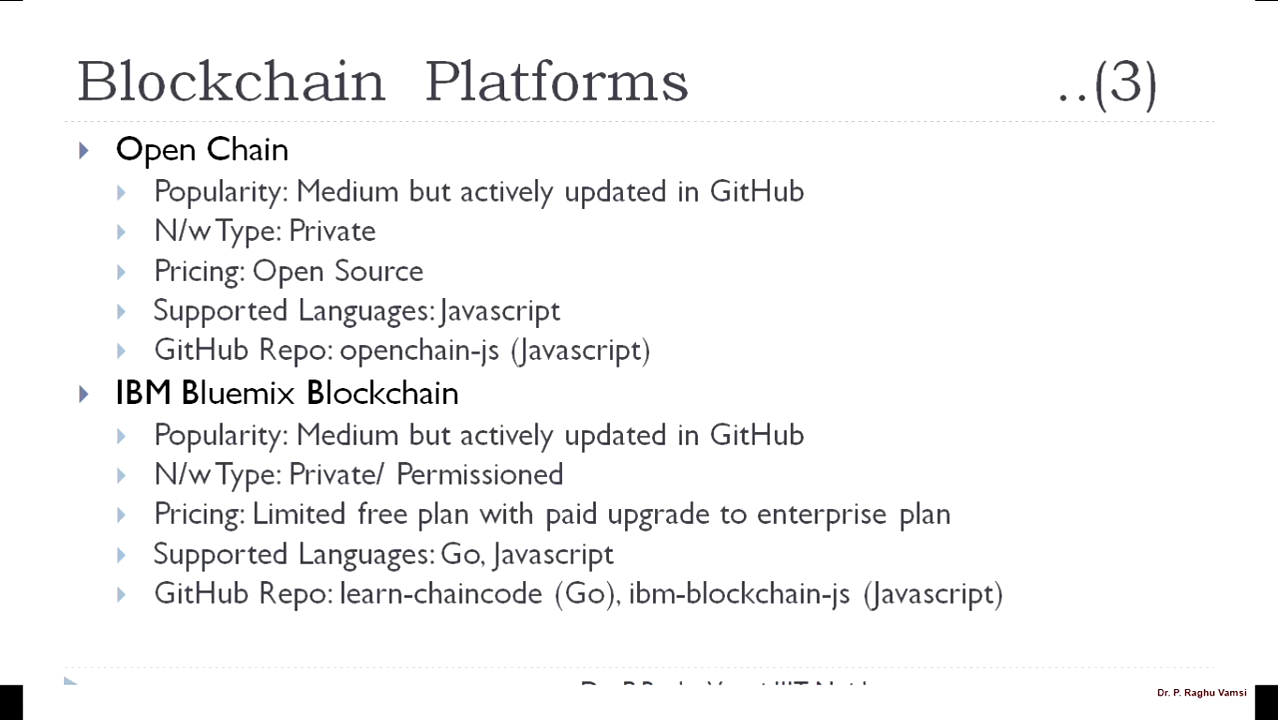 Blockchain Platforms ..(3)
Open Chain
Popularity: Medium but actively updated in GitHub
N/w Type: Private
Pricing: Open Source
Supported Languages: Javascript
GitHub Repo: openchain-js (Javascript)
IBM Bluemix Blockchain
Popularity: Medium but actively updated in GitHub
N/w Type: Private/ Permissioned
Pricing: Limited free plan with paid upgrade to enterprise plan
Supported Languages: Go, Javascript
GitHub Repo: learn-chaincode (Go), ibm-blockchain-js (Javascript)
Dr. P. Raghu Vamsi